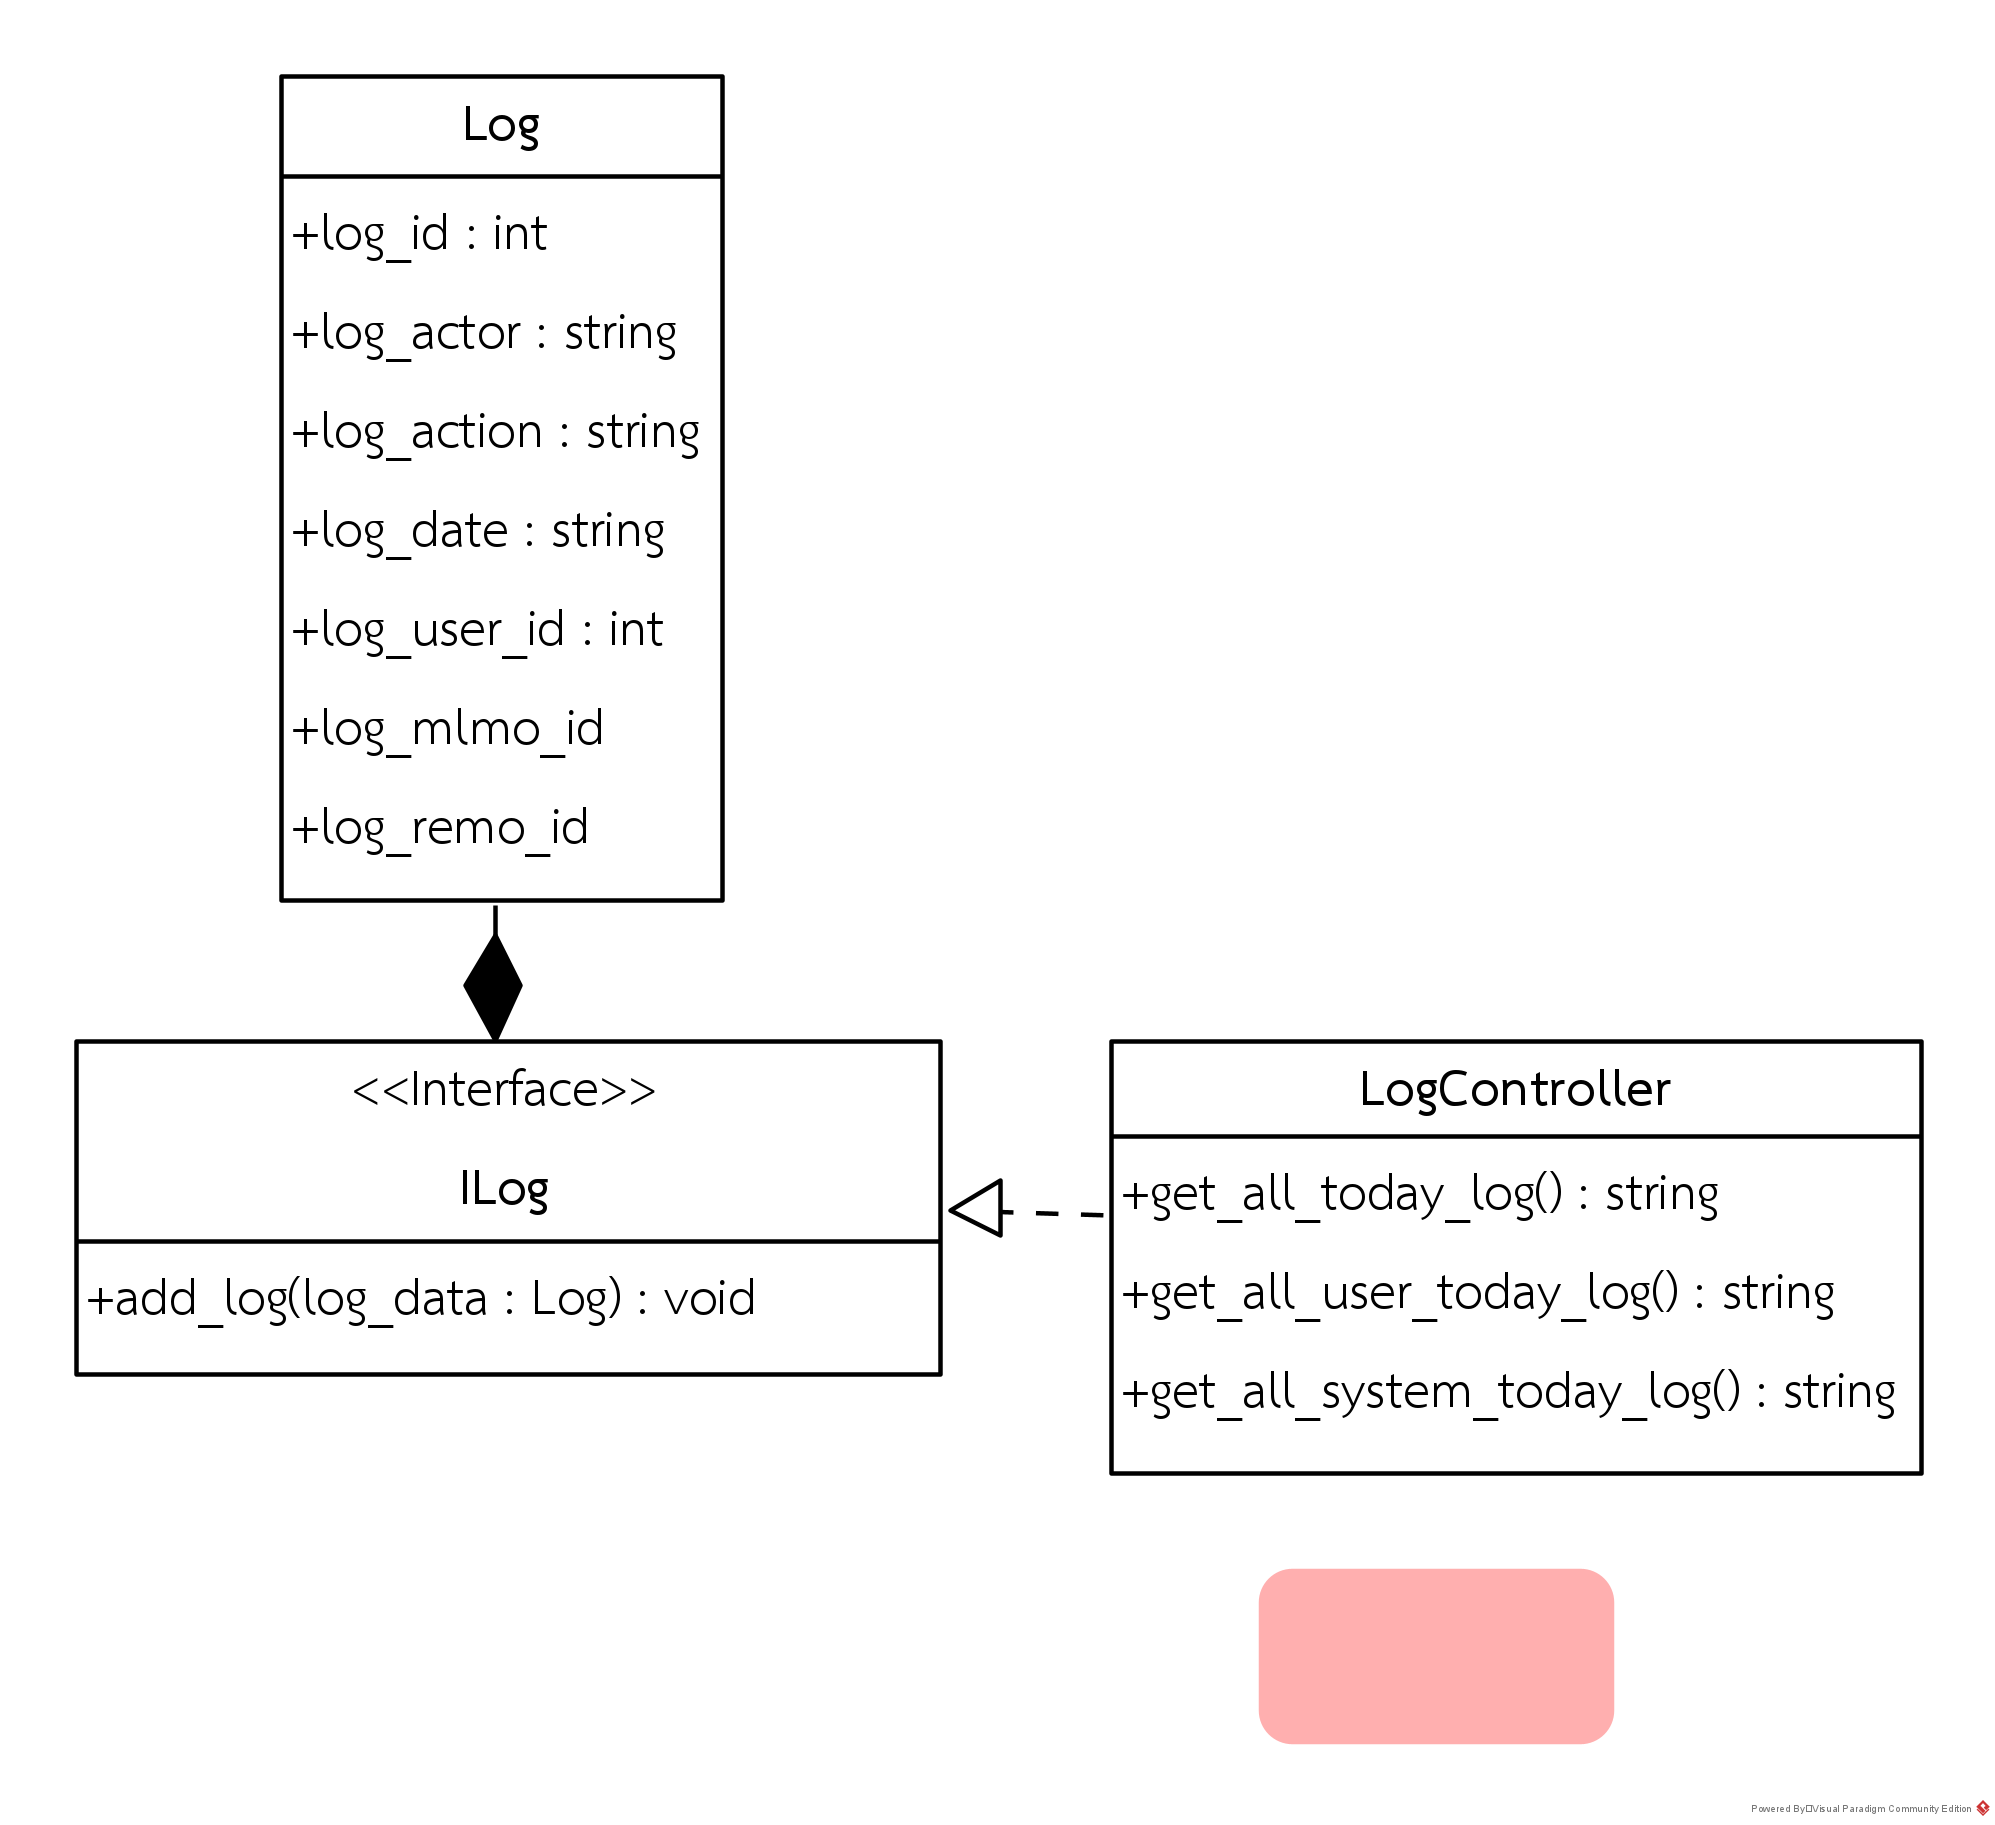 Log
+log_id : int
+log_actor : string
+log_action : string
+log_date : string
+log_user_id : int
+log_mlmo_id
+log_remo_id
<<Interface>>
ILog
+add_log(log_data : Log) : void
LogController
+get_all_today_log() : string
+get_all_user_today_log() : string
+get_all_system_today_log() : string
Powered By□Visual Paradigm Community Edition